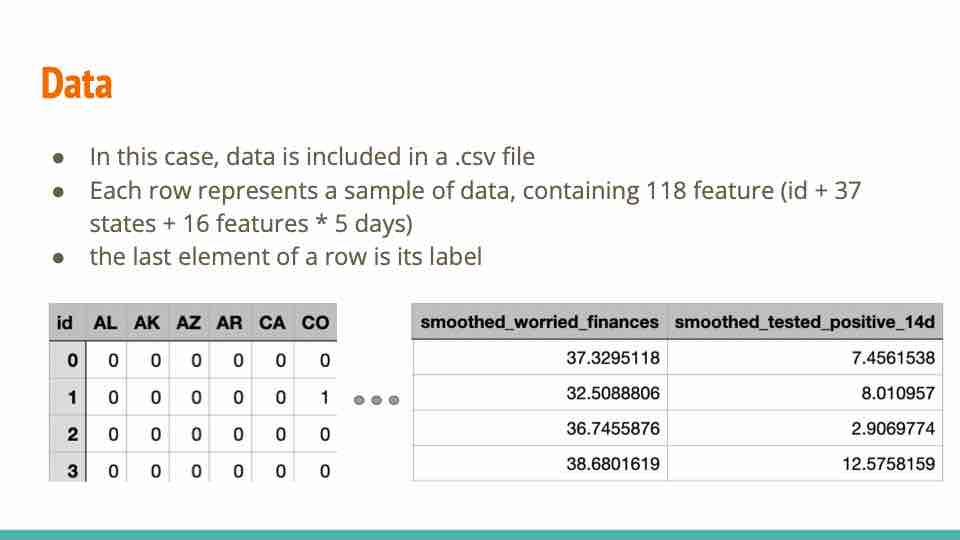 Data
● In this case, data is included in a .csv file
● Each row represents a sample of data, containing 118 feature (id + 37
states + 16 features * 5 days)
● the last element of a row is its label
id AL AK AZ AR CA CO
0 0 0 0 0 0 0
1 0 0 0 0 0 1
2 0 0 0 0 0 0
3 0 0 0 0 0 0
smoothed_worried_finances smoothed_tested_positive_14d
37.3295118 7.4561538
32.5088806 8.010957
36.7455876 2.9069774
38.6801619 12.5758159